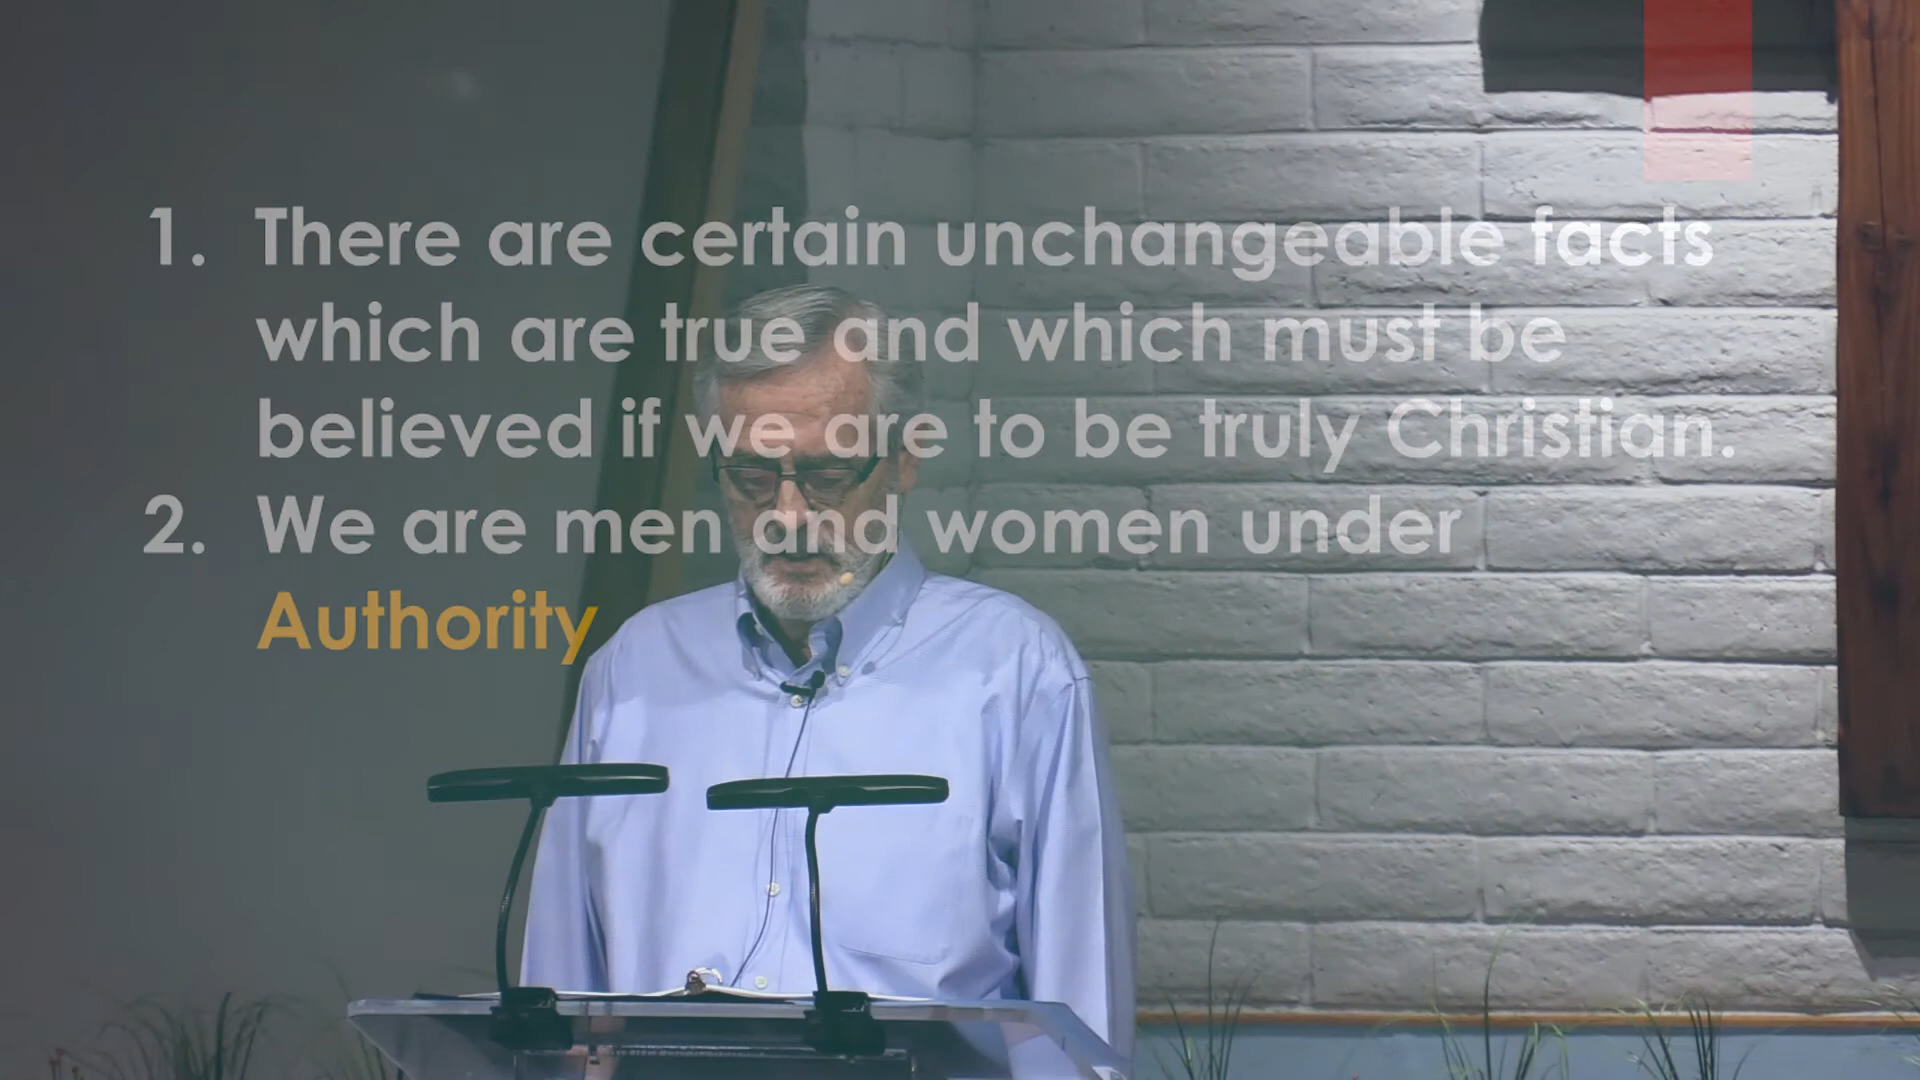 1. There are certain unchangeable facts
which are true and which must be
believed if we are to be truly Christian.
2. We are men and women under
Authority